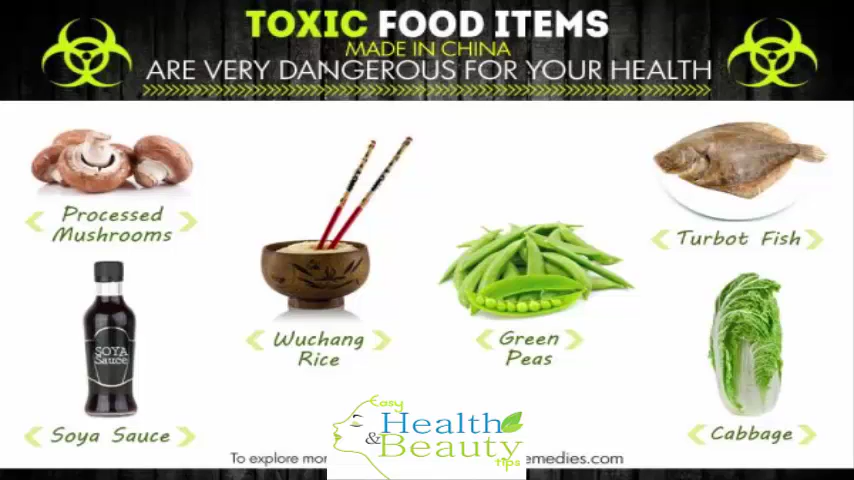 TOXIC FOOD ITEMS
MADE IN CHINA
ARE VERY DANGEROUS FOR YOUR HEALTH
Processed
Mushrooms
Turbot Fish
SOYA
Sauce
Wuchang
Rice
Green
Peas
Soya Sauce
Cabbage
Easy
Health
&Beauty
tips
To explore mor
emedies.com